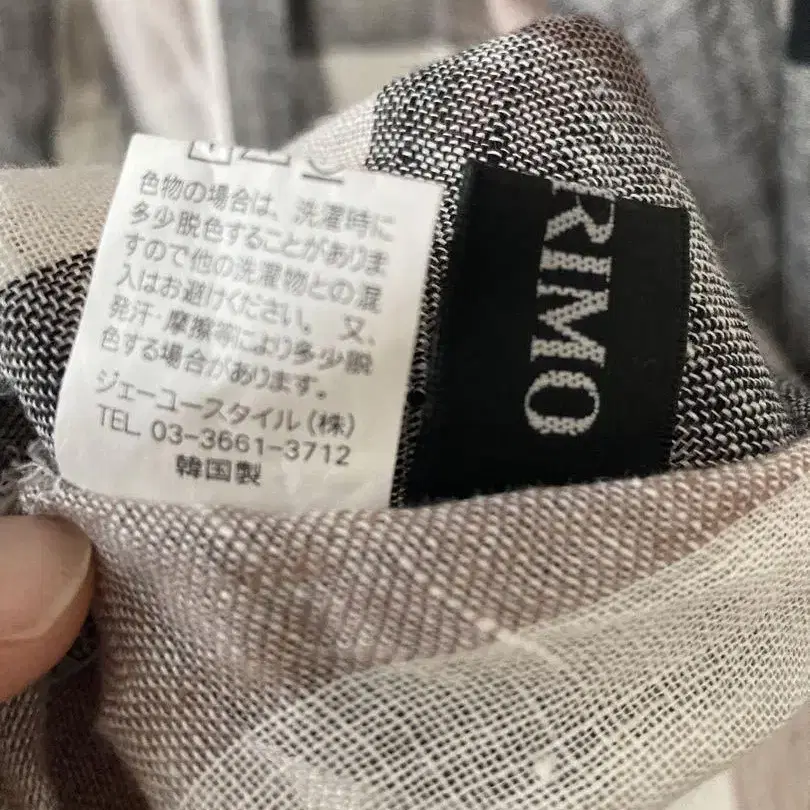 色物の場合は、洗濯時に
多少脱色することがありま
すので他の洗濯物との混
入はお避けください。又、
発汗・摩擦等により多少脱
色する場合があります。
ジェーユースタイル(株)
TEL 03-3661-3712
韓国製
RIMO